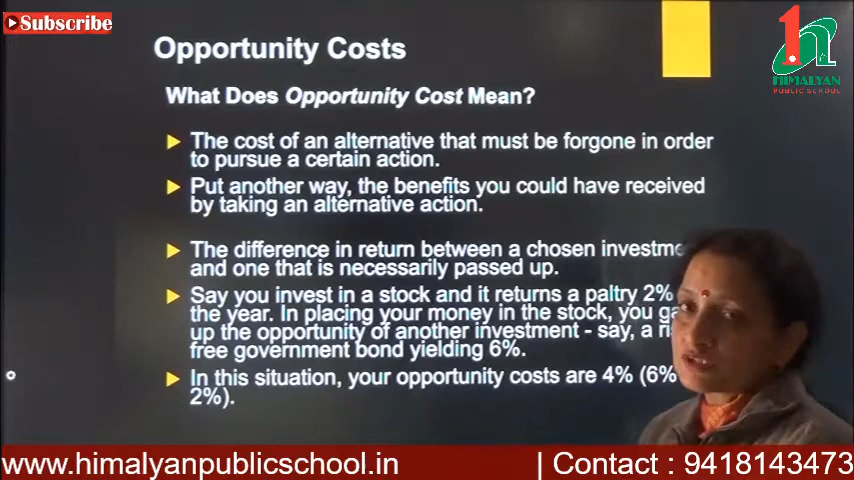 Subscribe
Opportunity Costs
1h
HIMALYAN
PUBLIC SCHOOL
What Does Opportunity Cost Mean?
The cost of an alternative that must be forgone in order
to pursue a certain action.
Put another way, the benefits you could have received
by taking an alternative action.
The difference in return between a chosen investme
and one that is necessarily passed up.
Say you invest in a stock and it returns a paltry 2%
the year. In placing your money in the stock, you ga
up the opportunity of another investment - say, a ri
free government bond yielding 6%.
In this situation, your opportunity costs are 4% (6%
2%).
www.himalyanpublicschool.in | Contact : 9418143473